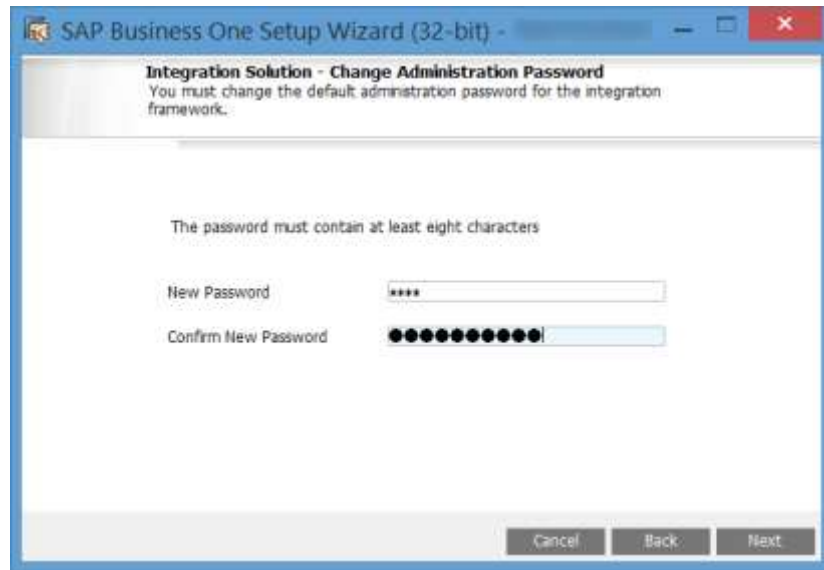 SAP Business One Setup Wizard (32-bit) -
Integration Solution - Change Administration Password
You must change the default administration password for the integration
framework.
The password must contain at least eight characters
New Password
****
Confirm New Password
●●●●●●●●●●
Cancel
Back
Next